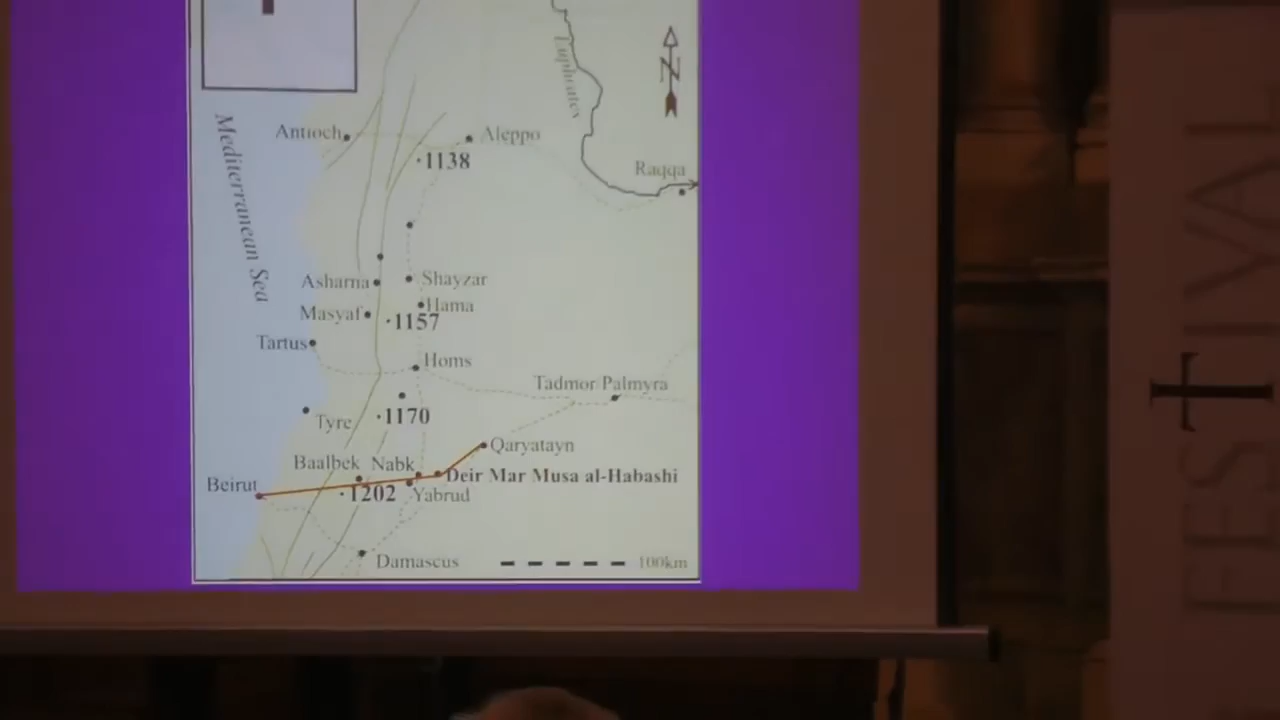 Euphrates
N
Mediterranean Sea
Antioch
Aleppo
1138
Raqqa
Asharna
Shayzar
Hama
Masyaf
1157
Tartus
Homs
Tadmor Palmyra
Tyre
1170
Qaryatayn
Baalbek
Nabk
Deir Mar Musa al-Habashi
Beirut
1202
Yabrud
Damascus
100km
FESTIVAL